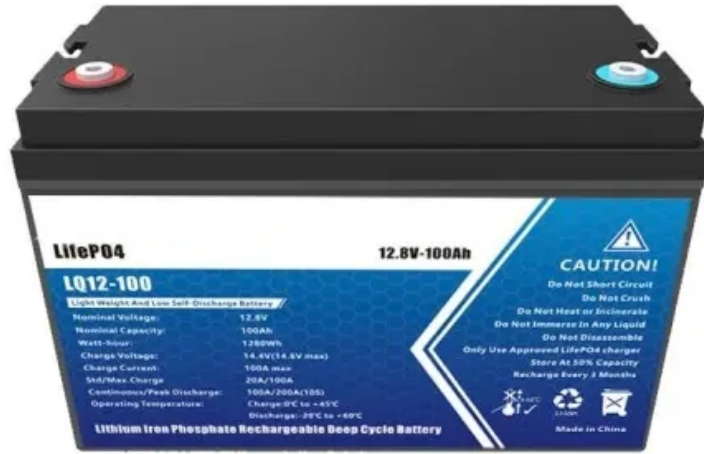 LifePO4
12.8V-100Ah
LQ12-100
Light Weight And Low Self-Discharge Battery
Nominal Voltage: 12.8V
Nominal Capacity: 100Ah
Watt-hour: 1280Wh
Charge Voltage: 14.4V(14.6V max)
Charge Current: 100A max
Std/Max.Charge 20A/100A
Continuous/Peak Discharge: 100A/200A(10S)
Operating Temperature: Charge:0℃ to +45℃
Discharge:-20℃ to +60℃
Lithium Iron Phosphate Rechargeable Deep Cycle Battery
CAUTION!
Do Not Short Circuit
Do Not Crush
Do Not Heat or Incinerate
Do Not Immerse In Any Liquid
Do Not Disassemble
Only Use Approved LifePO4 charger
Store At 50% Capacity
Recharge Every 3 Months
Li-ion
Made in China